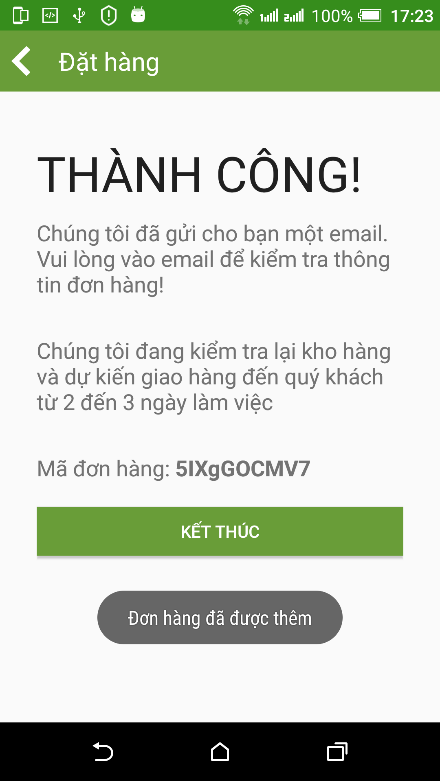 100% 17:23
Đặt hàng
THÀNH CÔNG!
Chúng tôi đã gửi cho bạn một email.
Vui lòng vào email để kiểm tra thông
tin đơn hàng!
Chúng tôi đang kiểm tra lại kho hàng
và dự kiến giao hàng đến quý khách
từ 2 đến 3 ngày làm việc
Mã đơn hàng: 5IXgGOCMV7
KẾT THÚC
Đơn hàng đã được thêm